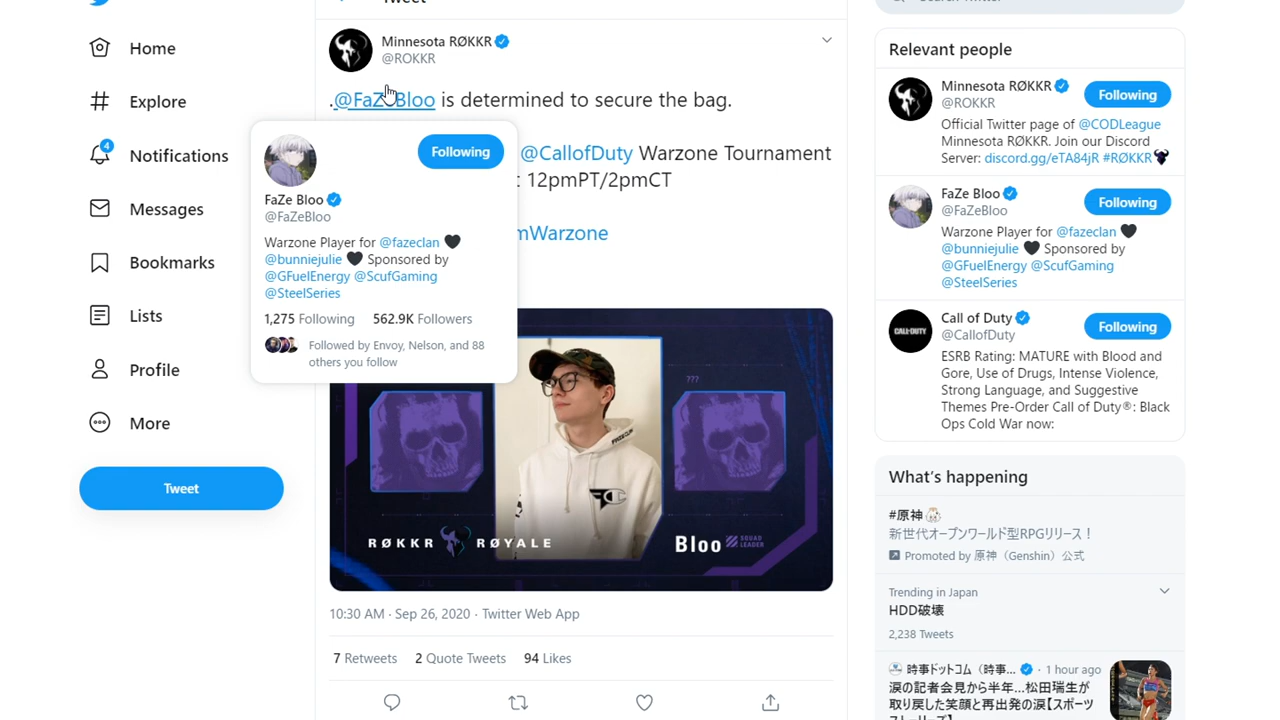 Home
Explore
4
Notifications
Messages
Bookmarks
Lists
Profile
More
Tweet
Tweet
Minnesota RØKKR
@ROKKR
.@FaZeBloo is determined to secure the bag.
@CallofDuty Warzone Tournament
12pmPT/2pmCT
mWarzone
Following
FaZe Bloo
@FaZeBloo
Warzone Player for @fazeclan 🖤
@bunniejulie 🖤 Sponsored by
@GFuelEnergy @ScufGaming
@SteelSeries
1,275 Following 562.9K Followers
Followed by Envoy, Nelson, and 88
others you follow
???
RØKKR RØYALE
Bloo SQUAD LEADER
10:30 AM · Sep 26, 2020 · Twitter Web App
7 Retweets 2 Quote Tweets 94 Likes
Search Twitter
Relevant people
Minnesota RØKKR
@ROKKR
Following
Official Twitter page of @CODLeague
Minnesota RØKKR. Join our Discord
Server: discord.gg/eTA84jR #RØKKR
FaZe Bloo
@FaZeBloo
Following
Warzone Player for @fazeclan 🖤
@bunniejulie 🖤 Sponsored by
@GFuelEnergy @ScufGaming
@SteelSeries
CALL·DUTY
Call of Duty
@CallofDuty
Following
ESRB Rating: MATURE with Blood and
Gore, Use of Drugs, Intense Violence,
Strong Language, and Suggestive
Themes Pre-Order Call of Duty®: Black
Ops Cold War now:
What's happening
#原神
新世代オープンワールド型RPGリリース！
Promoted by 原神（Genshin）公式
Trending in Japan
HDD破壊
2,238 Tweets
時事ドットコム（時事... · 1 hour ago
涙の記者会見から半年…松田瑞生が
取り戻した笑顔と再出発の涙【スポーツ